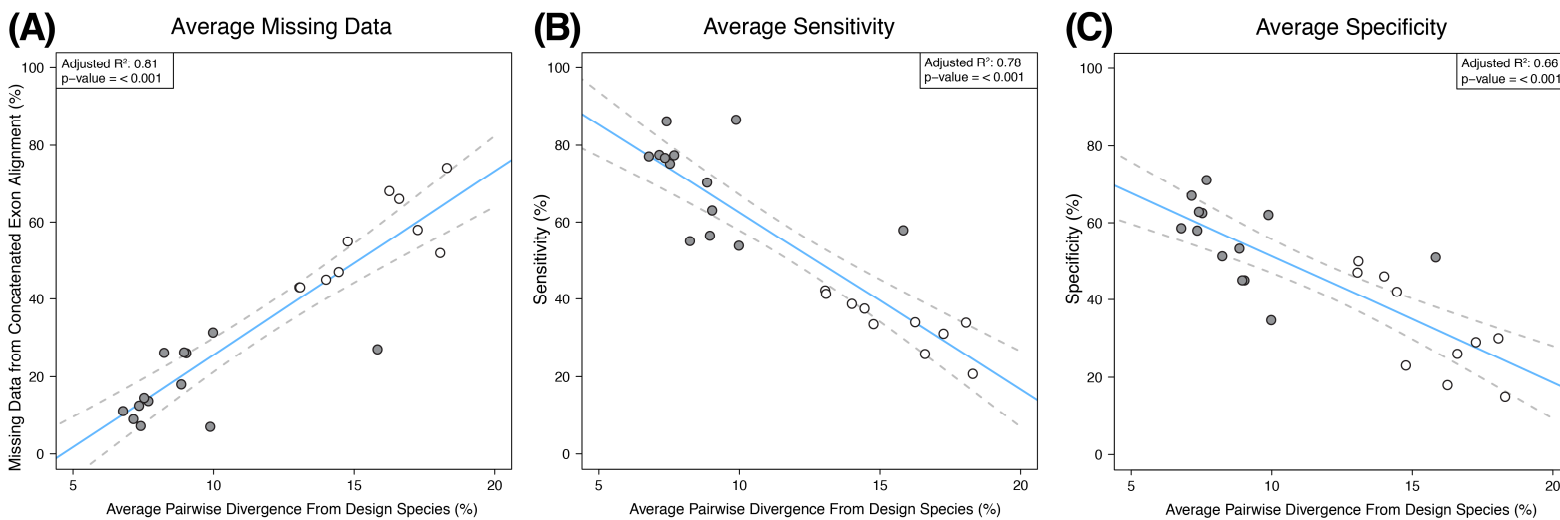 (A)
Average Missing Data
Adjusted R²: 0.81
p−value = < 0.001
Missing Data from Concatenated Exon Alignment (%)
100
80
60
40
20
0
5
10
15
20
Average Pairwise Divergence From Design Species (%)
(B)
Average Sensitivity
Adjusted R²: 0.78
p−value = < 0.001
Sensitivity (%)
100
80
60
40
20
0
5
10
15
20
Average Pairwise Divergence From Design Species (%)
(C)
Average Specificity
Adjusted R²: 0.66
p−value = < 0.001
Specificity (%)
100
80
60
40
20
0
5
10
15
20
Average Pairwise Divergence From Design Species (%)